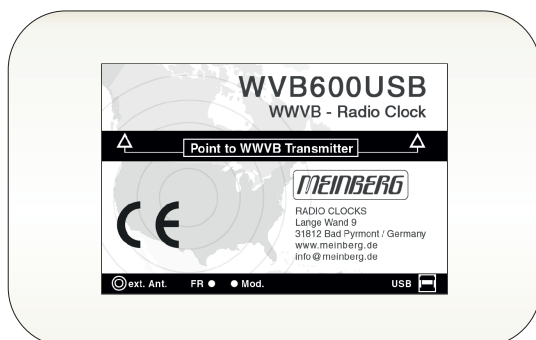 WVB600USB
WWVB - Radio Clock
Point to WWVB Transmitter
CE
MEINBERG
RADIO CLOCKS
Lange Wand 9
31812 Bad Pyrmont / Germany
www.meinberg.de
info@meinberg.de
ext. Ant. FR Mod. USB